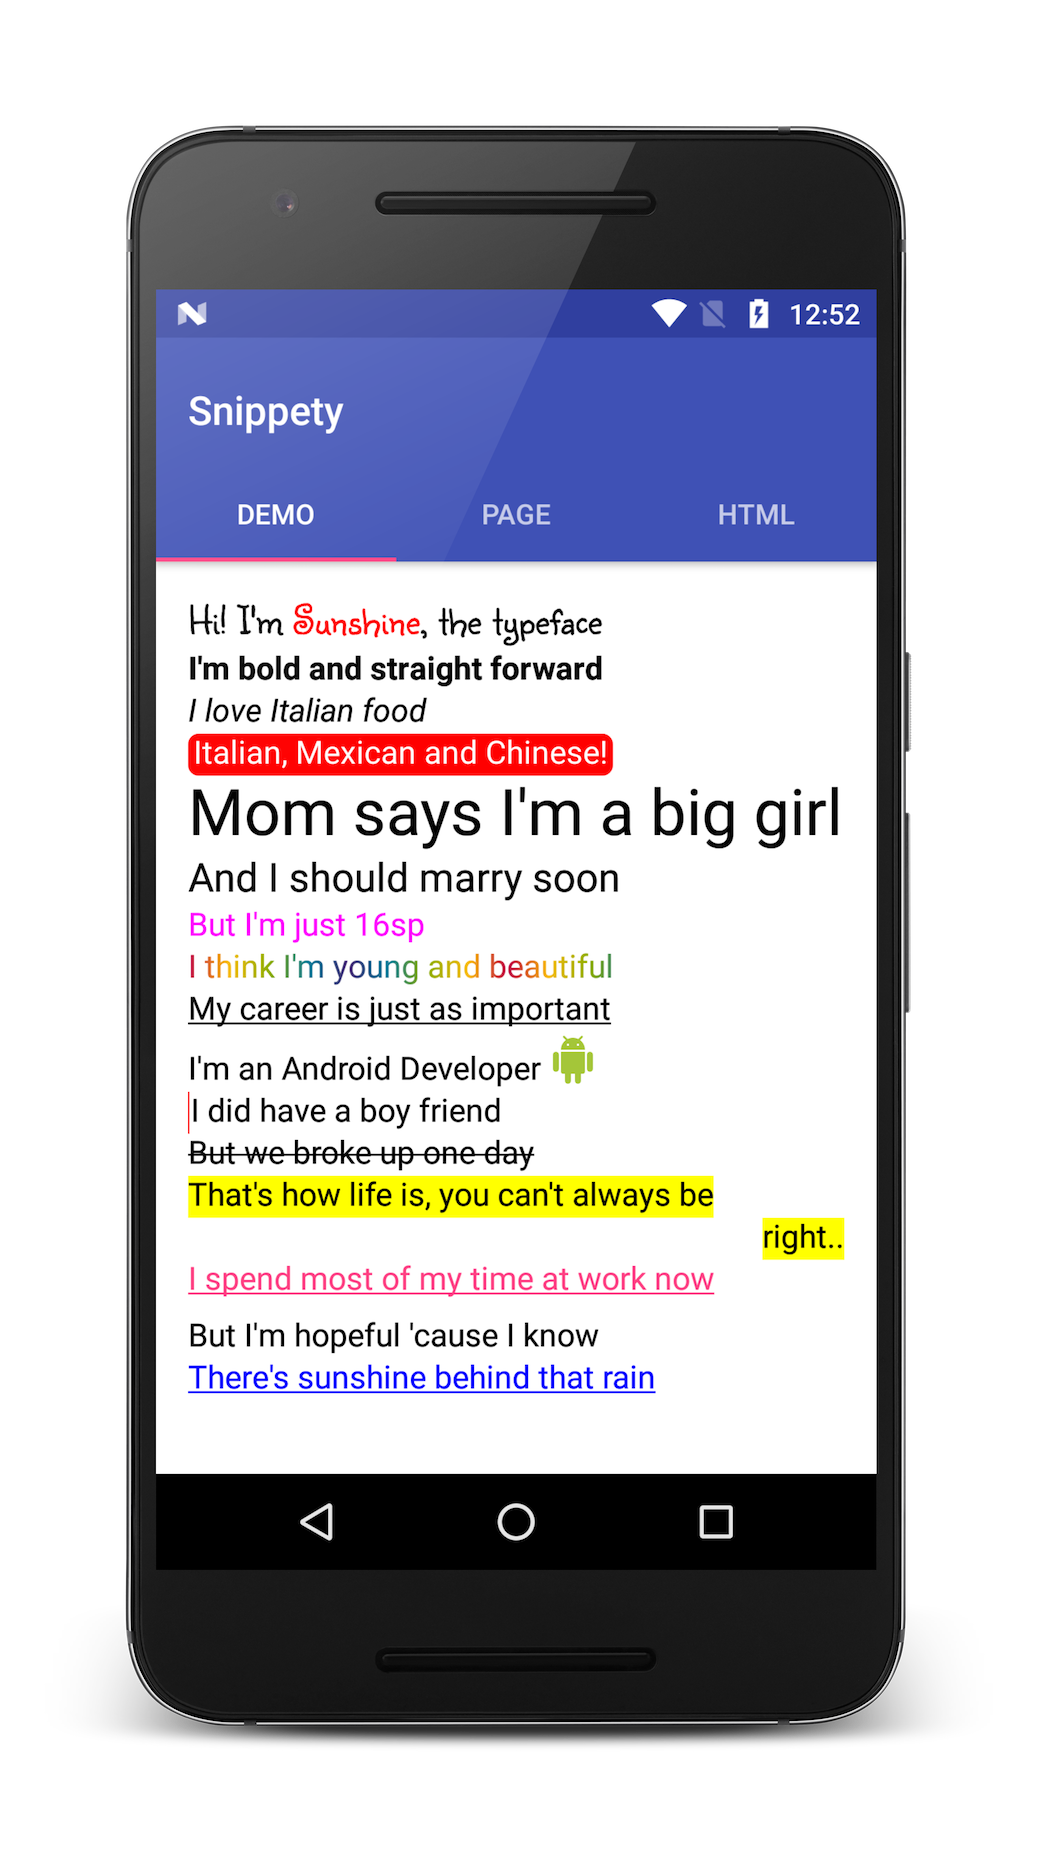 12:52
Snippety
DEMO PAGE HTML
Hi! I'm Sunshine, the typeface
I'm bold and straight forward
I love Italian food
Italian, Mexican and Chinese!
Mom says I'm a big girl
And I should marry soon
But I'm just 16sp
I think I'm young and beautiful
My career is just as important
I'm an Android Developer
I did have a boy friend
But we broke up one day
That's how life is, you can't always be
right..
I spend most of my time at work now
But I'm hopeful 'cause I know
There's sunshine behind that rain